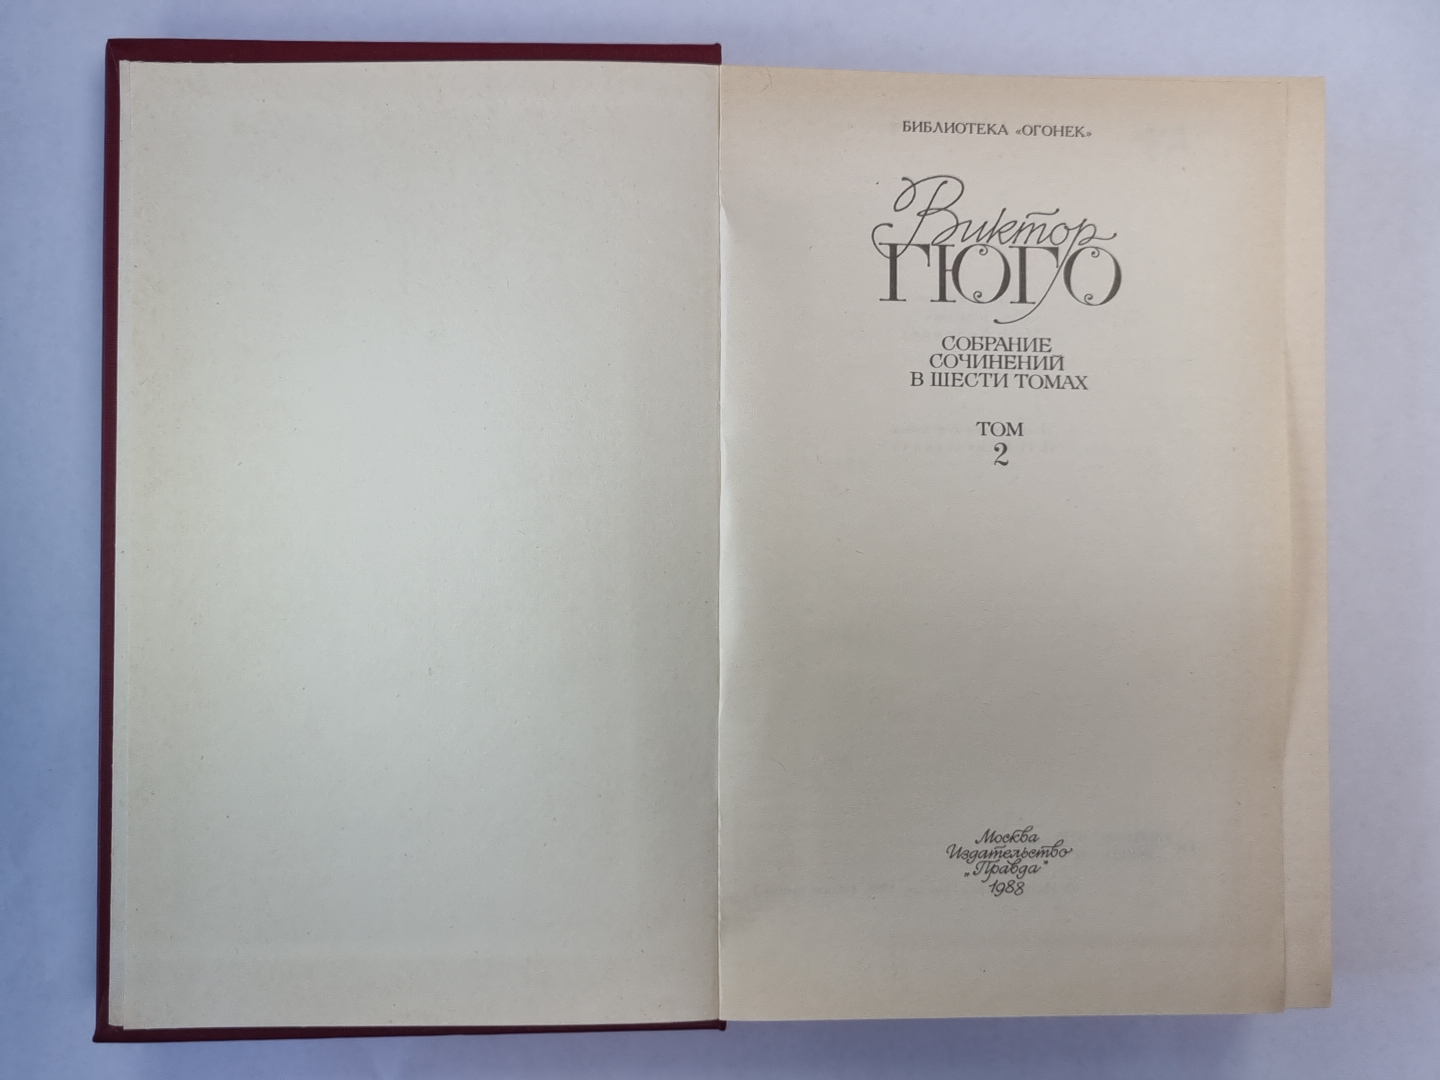 БИБЛИОТЕКА «ОГОНЕК»
Виктор
ГЮГО
СОБРАНИЕ
СОЧИНЕНИЙ
В ШЕСТИ ТОМАХ
ТОМ
2
Москва
Издательство
„Правда"
1988